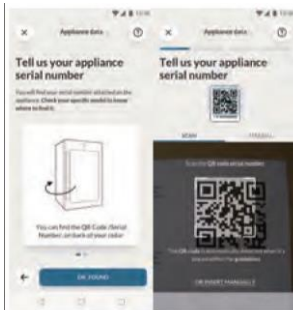 Appliance data
Tell us your appliance
serial number
You will find your serial number attached on the
appliance. Check your specific model to know
where to find it.
You can find the QR Code /Serial
Number, on back of your
OK, FOUND
Appliance data
Tell us your appliance
serial number
SCAN
Scan the QR code serial number
OR INSERT MANUALLY